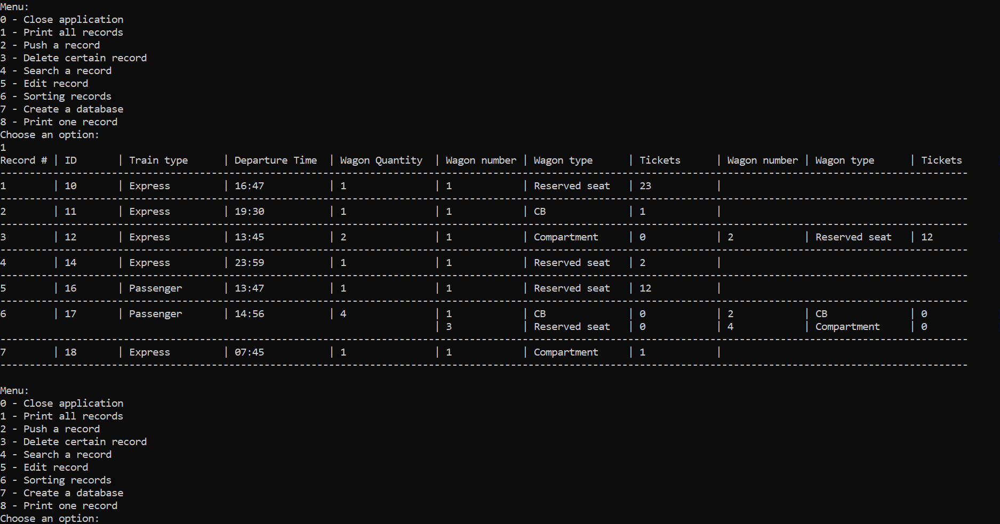 Menu:
0 - Close application
1 - Print all records
2 - Push a record
3 - Delete certain record
4 - Search a record
5 - Edit record
6 - Sorting records
7 - Create a database
8 - Print one record
Choose an option:
1
Record # | ID       | Train type      | Departure Time  | Wagon Quantity  | Wagon number | Wagon type      | Tickets      | Wagon number | Wagon type      | Tickets
---------------------------------------------------------------------------------------------------------------------------------------------------------------------
1        | 10       | Express         | 16:47           | 1               | 1            | Reserved seat   | 23           |
---------------------------------------------------------------------------------------------------------------------------------------------------------------------
2        | 11       | Express         | 19:30           | 1               | 1            | CB              | 1            |
---------------------------------------------------------------------------------------------------------------------------------------------------------------------
3        | 12       | Express         | 13:45           | 2               | 1            | Compartment     | 0            | 2            | Reserved seat   | 12
---------------------------------------------------------------------------------------------------------------------------------------------------------------------
4        | 14       | Express         | 23:59           | 1               | 1            | Reserved seat   | 2            |
---------------------------------------------------------------------------------------------------------------------------------------------------------------------
5        | 16       | Passenger       | 13:47           | 1               | 1            | Reserved seat   | 12           |
---------------------------------------------------------------------------------------------------------------------------------------------------------------------
6        | 17       | Passenger       | 14:56           | 4               | 1            | CB              | 0            | 2            | CB              | 0
                                                                          | 3            | Reserved seat   | 0            | 4            | Compartment     | 0
---------------------------------------------------------------------------------------------------------------------------------------------------------------------
7        | 18       | Express         | 07:45           | 1               | 1            | Compartment     | 1            |
---------------------------------------------------------------------------------------------------------------------------------------------------------------------
Menu:
0 - Close application
1 - Print all records
2 - Push a record
3 - Delete certain record
4 - Search a record
5 - Edit record
6 - Sorting records
7 - Create a database
8 - Print one record
Choose an option: